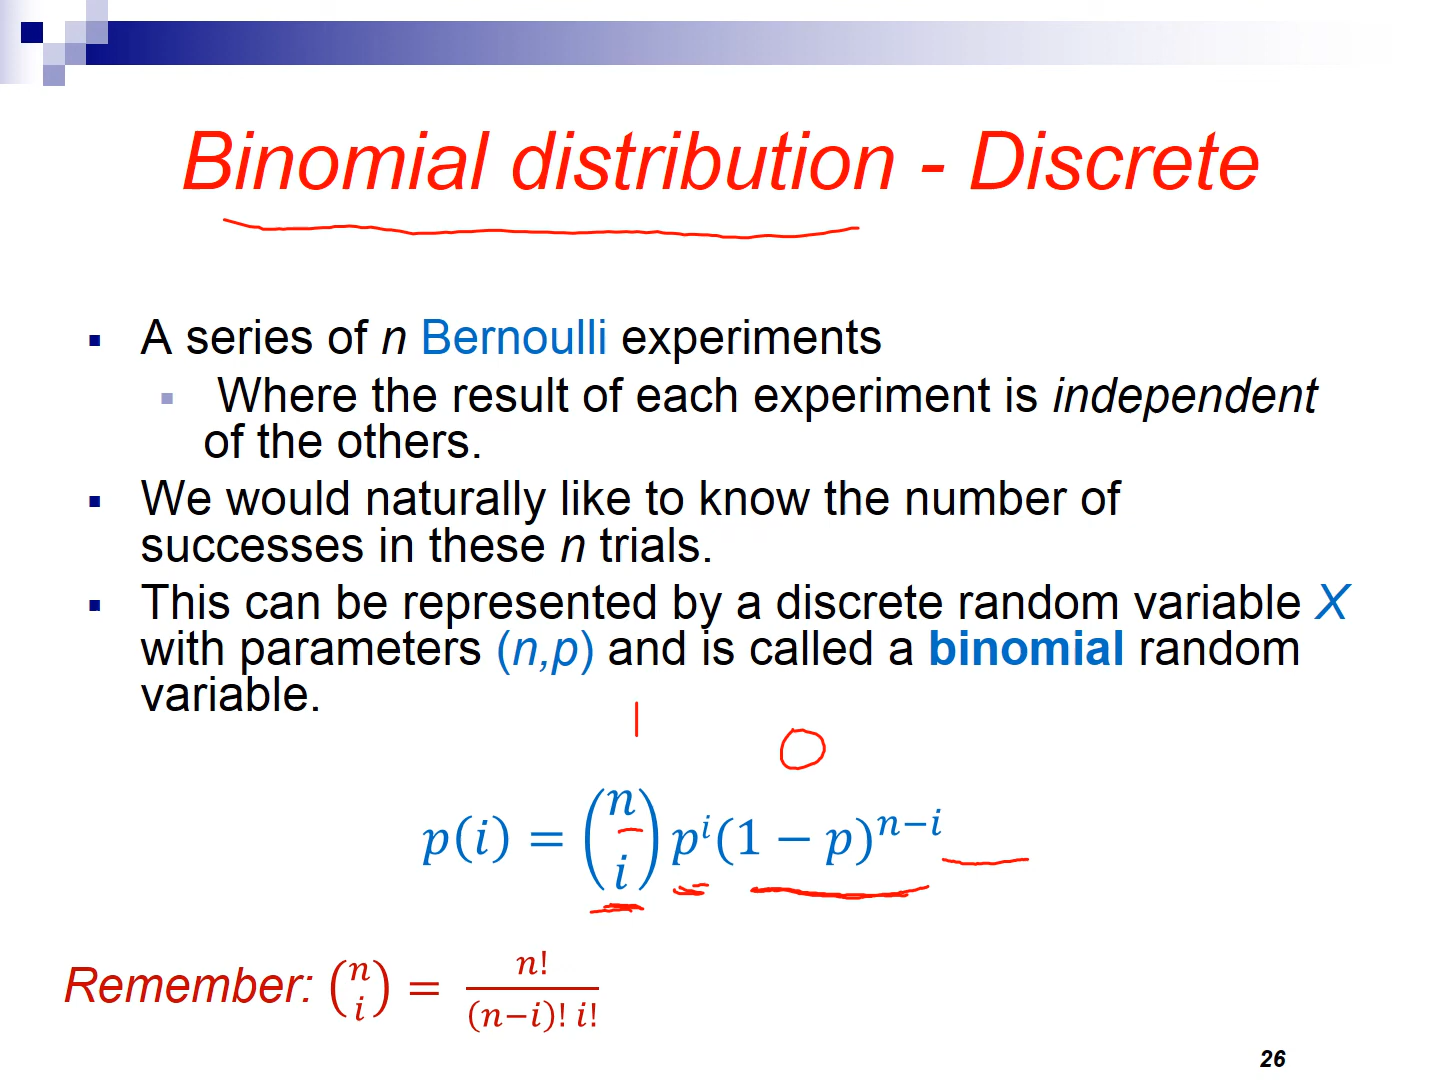 Binomial distribution - Discrete
▪ A series of n Bernoulli experiments
▪ Where the result of each experiment is independent
of the others.
▪ We would naturally like to know the number of
successes in these n trials.
▪ This can be represented by a discrete random variable X
with parameters (n,p) and is called a binomial random
variable.
| O
p(i) = (n i) pⁱ(1 − p)ⁿ⁻ⁱ
Remember: (n i) = n! / (n−i)! i!
26